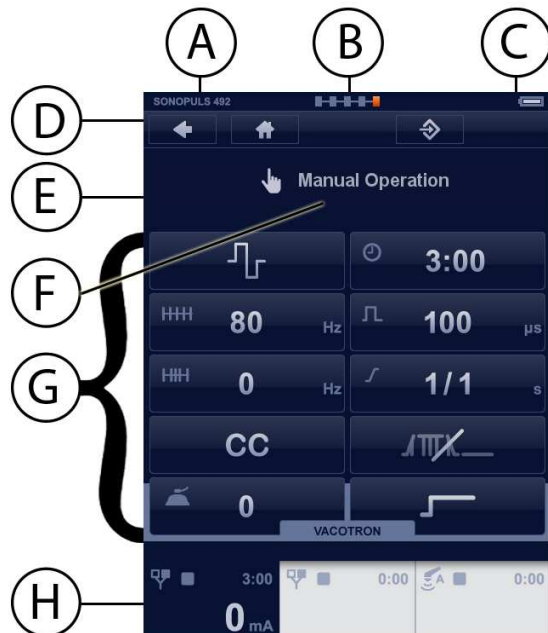 A B C
SONOPULS 492
D
E
Manual Operation
F
G
3:00
80 Hz 100 µs
0 Hz 1/1 s
CC
0
VACOTRON
H
3:00 0:00 A 0:00
0 mA